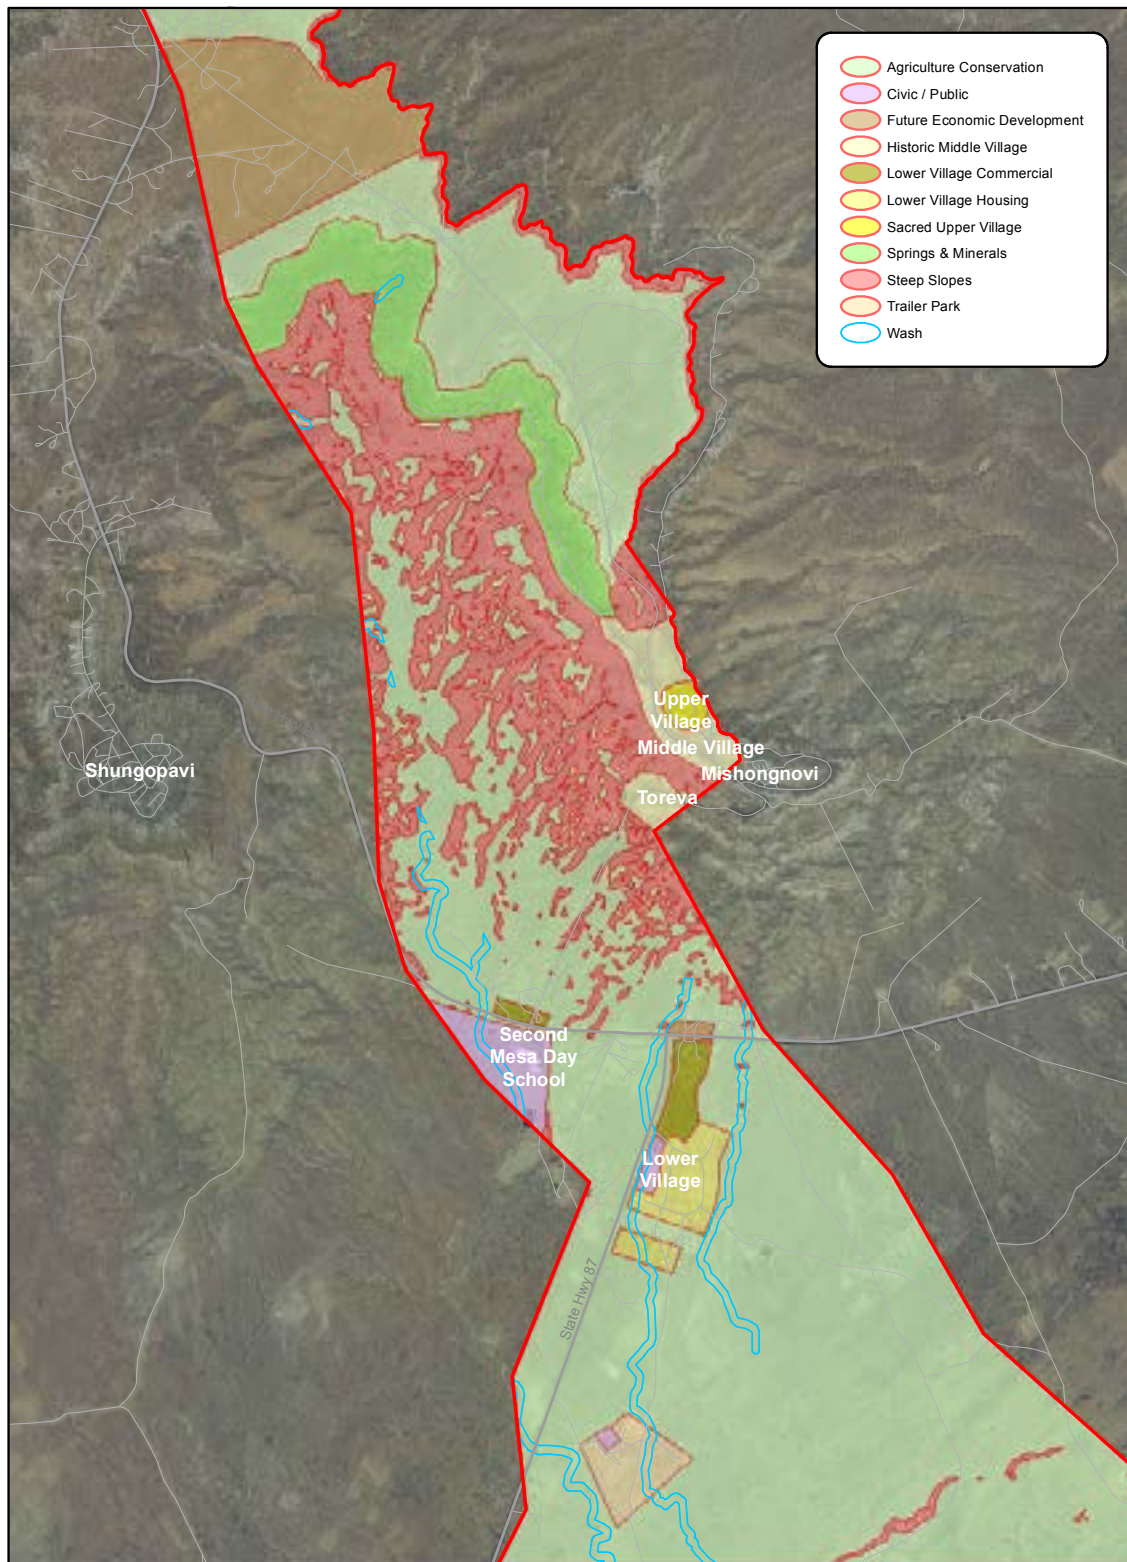 Agriculture Conservation
Civic / Public
Future Economic Development
Historic Middle Village
Lower Village Commercial
Lower Village Housing
Sacred Upper Village
Springs & Minerals
Steep Slopes
Trailer Park
Wash
Upper
Village
Middle Village
Mishongnovi
Shungopavi
Toreva
Second
Mesa Day
School
Lower
Village
State Hwy 87